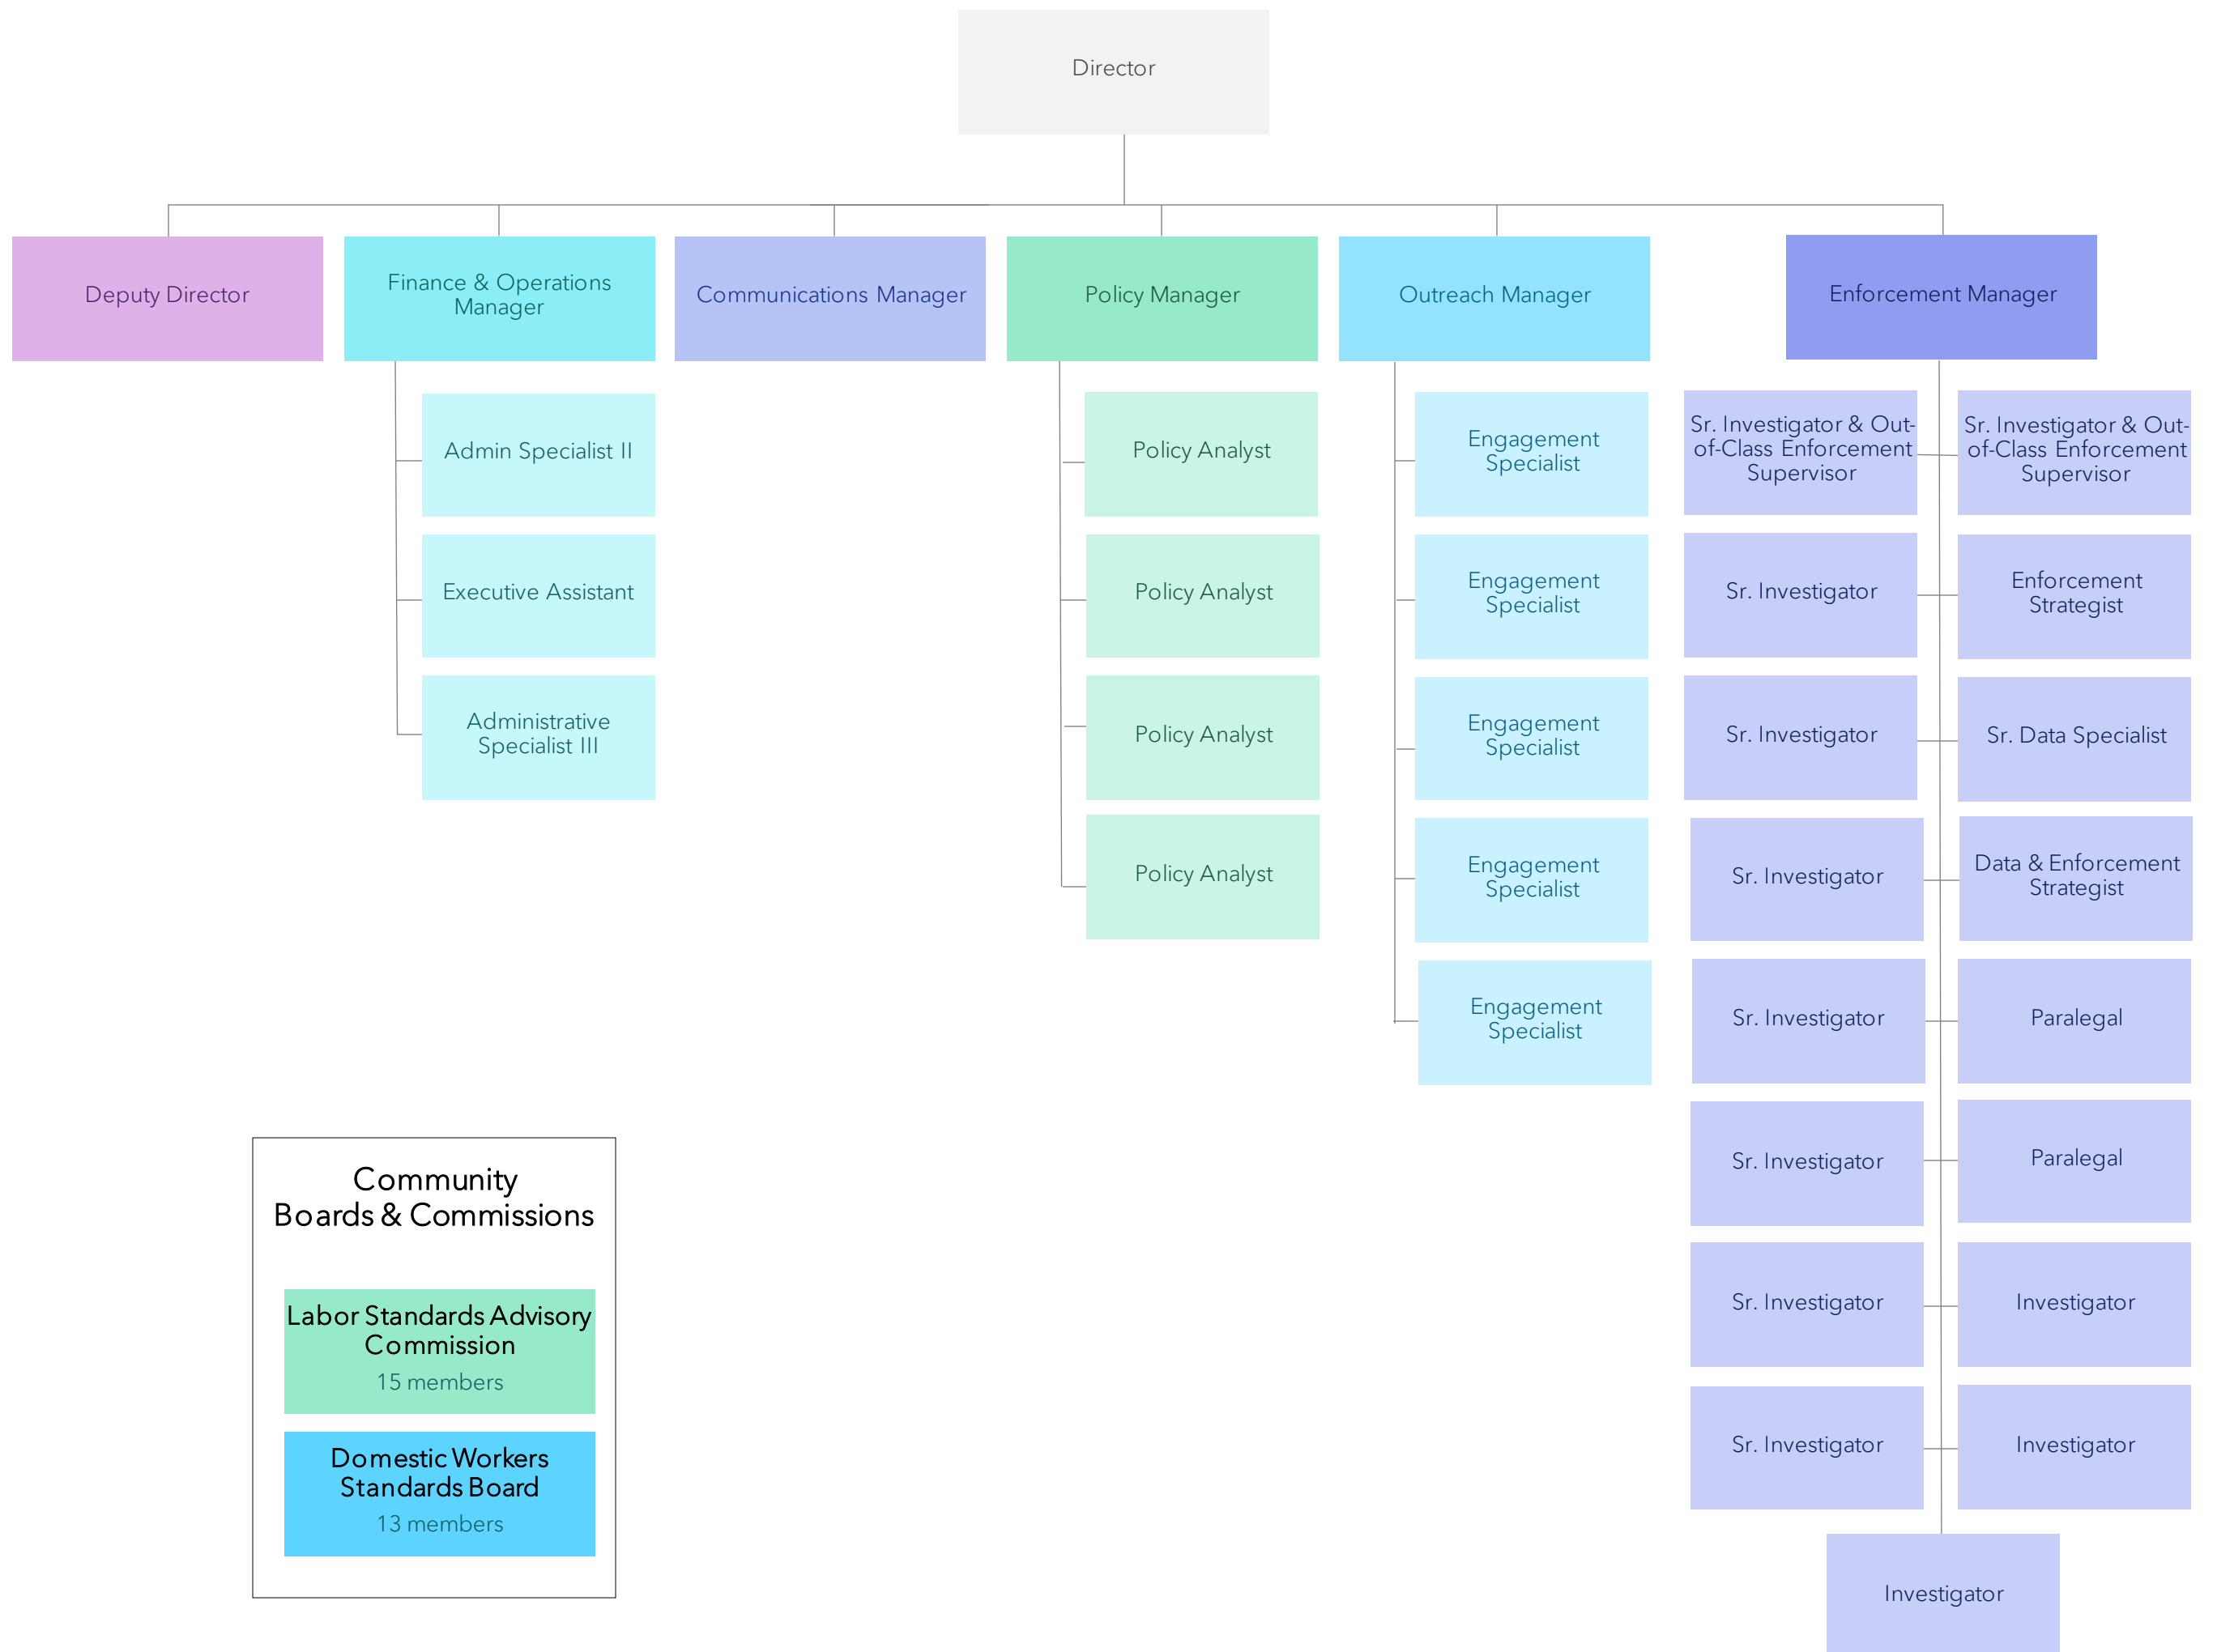 Director
Deputy Director
Finance & Operations
Manager
Communications Manager
Policy Manager
Outreach Manager
Enforcement Manager
Admin Specialist II
Executive Assistant
Administrative
Specialist III
Policy Analyst
Policy Analyst
Policy Analyst
Policy Analyst
Engagement
Specialist
Engagement
Specialist
Engagement
Specialist
Engagement
Specialist
Engagement
Specialist
Sr. Investigator & Out-
of-Class Enforcement
Supervisor
Sr. Investigator
Sr. Investigator
Sr. Investigator
Sr. Investigator
Sr. Investigator
Sr. Investigator
Sr. Investigator
Sr. Investigator & Out-
of-Class Enforcement
Supervisor
Enforcement
Strategist
Sr. Data Specialist
Data & Enforcement
Strategist
Paralegal
Paralegal
Investigator
Investigator
Investigator
Community
Boards & Commissions
Labor Standards Advisory
Commission
15 members
Domestic Workers
Standards Board
13 members